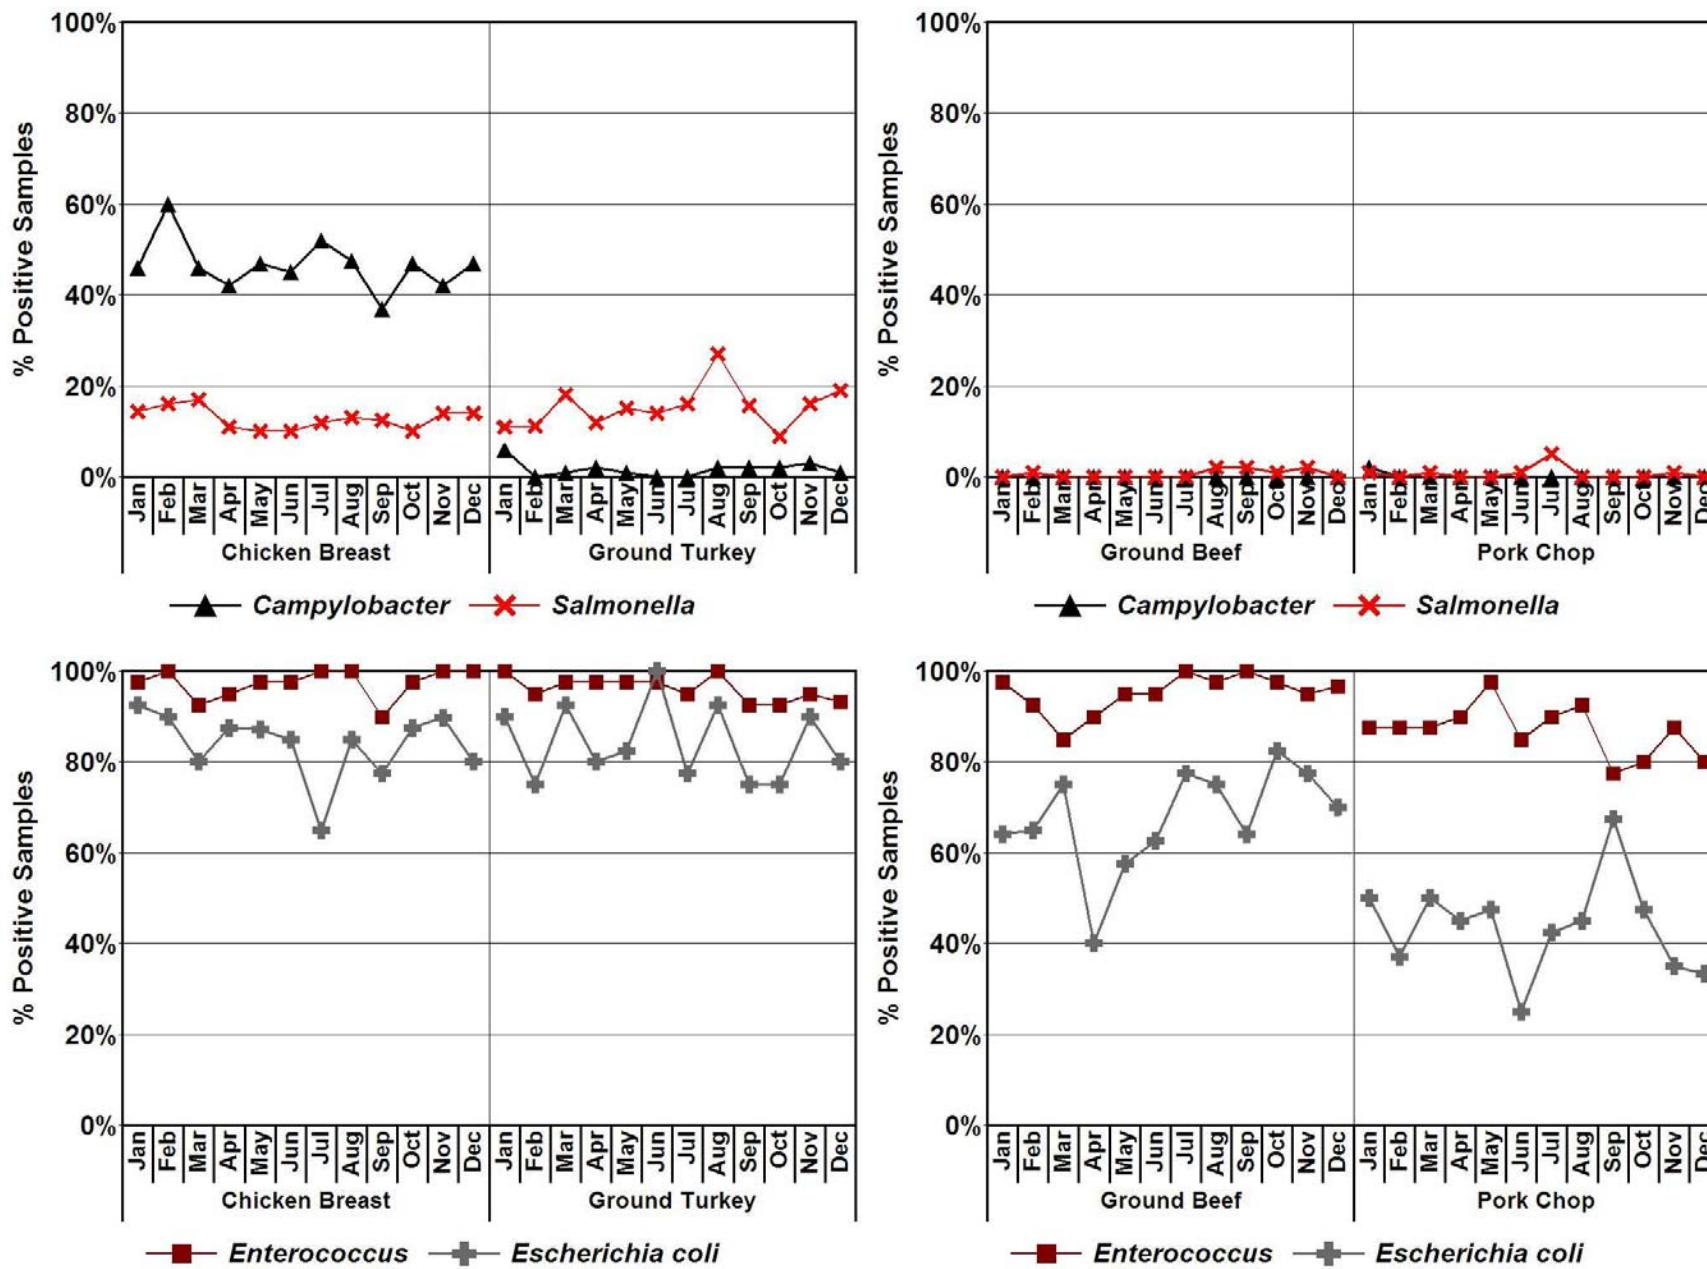 100% 100%
80% 80%
60% 60%
40% 40%
20% 20%
0% 0%
% Positive Samples % Positive Samples
Jan Feb Mar Apr May Jun Jul Aug Sep Oct Nov Dec Jan Feb Mar Apr May Jun Jul Aug Sep Oct Nov Dec Jan Feb Mar Apr May Jun Jul Aug Sep Oct Nov Dec Jan Feb Mar Apr May Jun Jul Aug Sep Oct Nov Dec
Chicken Breast Ground Turkey Ground Beef Pork Chop
Campylobacter Salmonella Campylobacter Salmonella
100% 100%
80% 80%
60% 60%
40% 40%
20% 20%
0% 0%
% Positive Samples % Positive Samples
Jan Feb Mar Apr May Jun Jul Aug Sep Oct Nov Dec Jan Feb Mar Apr May Jun Jul Aug Sep Oct Nov Dec Jan Feb Mar Apr May Jun Jul Aug Sep Oct Nov Dec Jan Feb Mar Apr May Jun Jul Aug Sep Oct Nov Dec
Chicken Breast Ground Turkey Ground Beef Pork Chop
Enterococcus Escherichia coli Enterococcus Escherichia coli